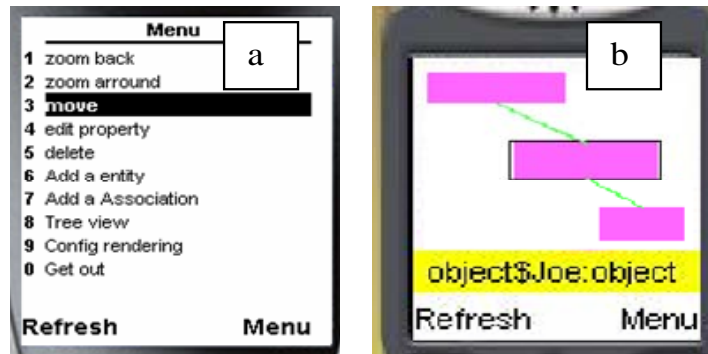 Menu
a
1 zoom back
2 zoom arround
3 move
4 edit property
5 delete
6 Add a entity
7 Add a Association
8 Tree view
9 Config rendering
0 Get out
Refresh Menu
b
object$Joe:object
Refresh Menu